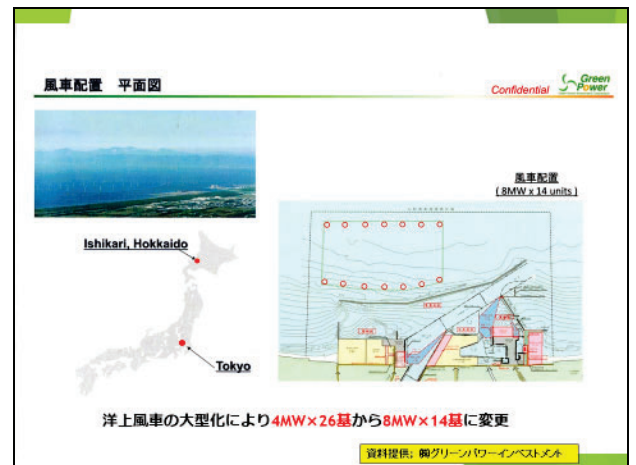 風車配置 平面図
Confidential
Green
Power
風車配置
( 8MW x 14 units )
Ishikari, Hokkaido
Tokyo
洋上風車の大型化により4MW×26基から8MW×14基に変更
資料提供; ㈱グリーンパワーインベストメント